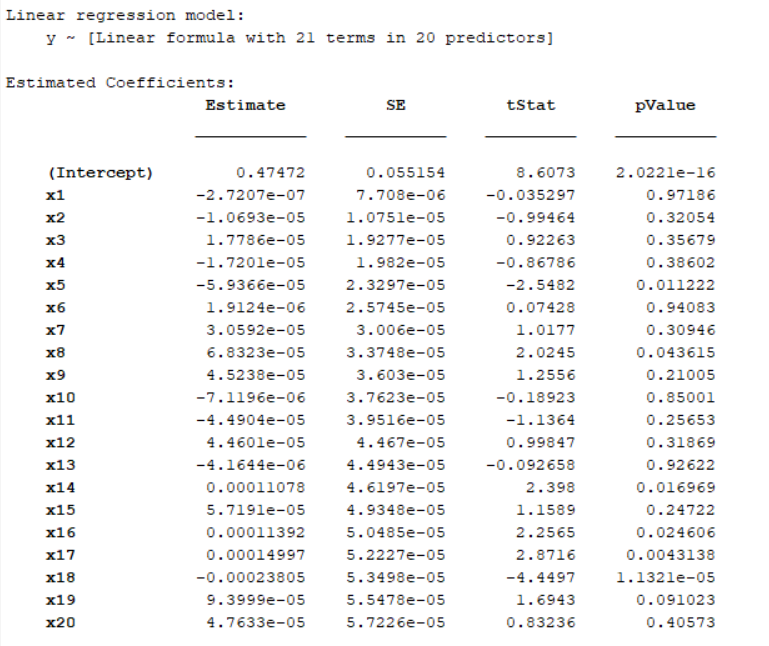 Linear regression model:
y ~ [Linear formula with 21 terms in 20 predictors]
Estimated Coefficients:
Estimate SE tStat pValue
(Intercept) 0.47472 0.055154 8.6073 2.0221e-16
x1 -2.7207e-07 7.708e-06 -0.035297 0.97186
x2 -1.0693e-05 1.0751e-05 -0.99464 0.32054
x3 1.7786e-05 1.9277e-05 0.92263 0.35679
x4 -1.7201e-05 1.982e-05 -0.86786 0.38602
x5 -5.9366e-05 2.3297e-05 -2.5482 0.011222
x6 1.9124e-06 2.5745e-05 0.07428 0.94083
x7 3.0592e-05 3.006e-05 1.0177 0.30946
x8 6.8323e-05 3.3748e-05 2.0245 0.043615
x9 4.5238e-05 3.603e-05 1.2556 0.21005
x10 -7.1196e-06 3.7623e-05 -0.18923 0.85001
x11 -4.4904e-05 3.9516e-05 -1.1364 0.25653
x12 4.4601e-05 4.467e-05 0.99847 0.31869
x13 -4.1644e-06 4.4943e-05 -0.092658 0.92622
x14 0.00011078 4.6197e-05 2.398 0.016969
x15 5.7191e-05 4.9348e-05 1.1589 0.24722
x16 0.00011392 5.0485e-05 2.2565 0.024606
x17 0.00014997 5.2227e-05 2.8716 0.0043138
x18 -0.00023805 5.3498e-05 -4.4497 1.1321e-05
x19 9.3999e-05 5.5478e-05 1.6943 0.091023
x20 4.7633e-05 5.7226e-05 0.83236 0.40573